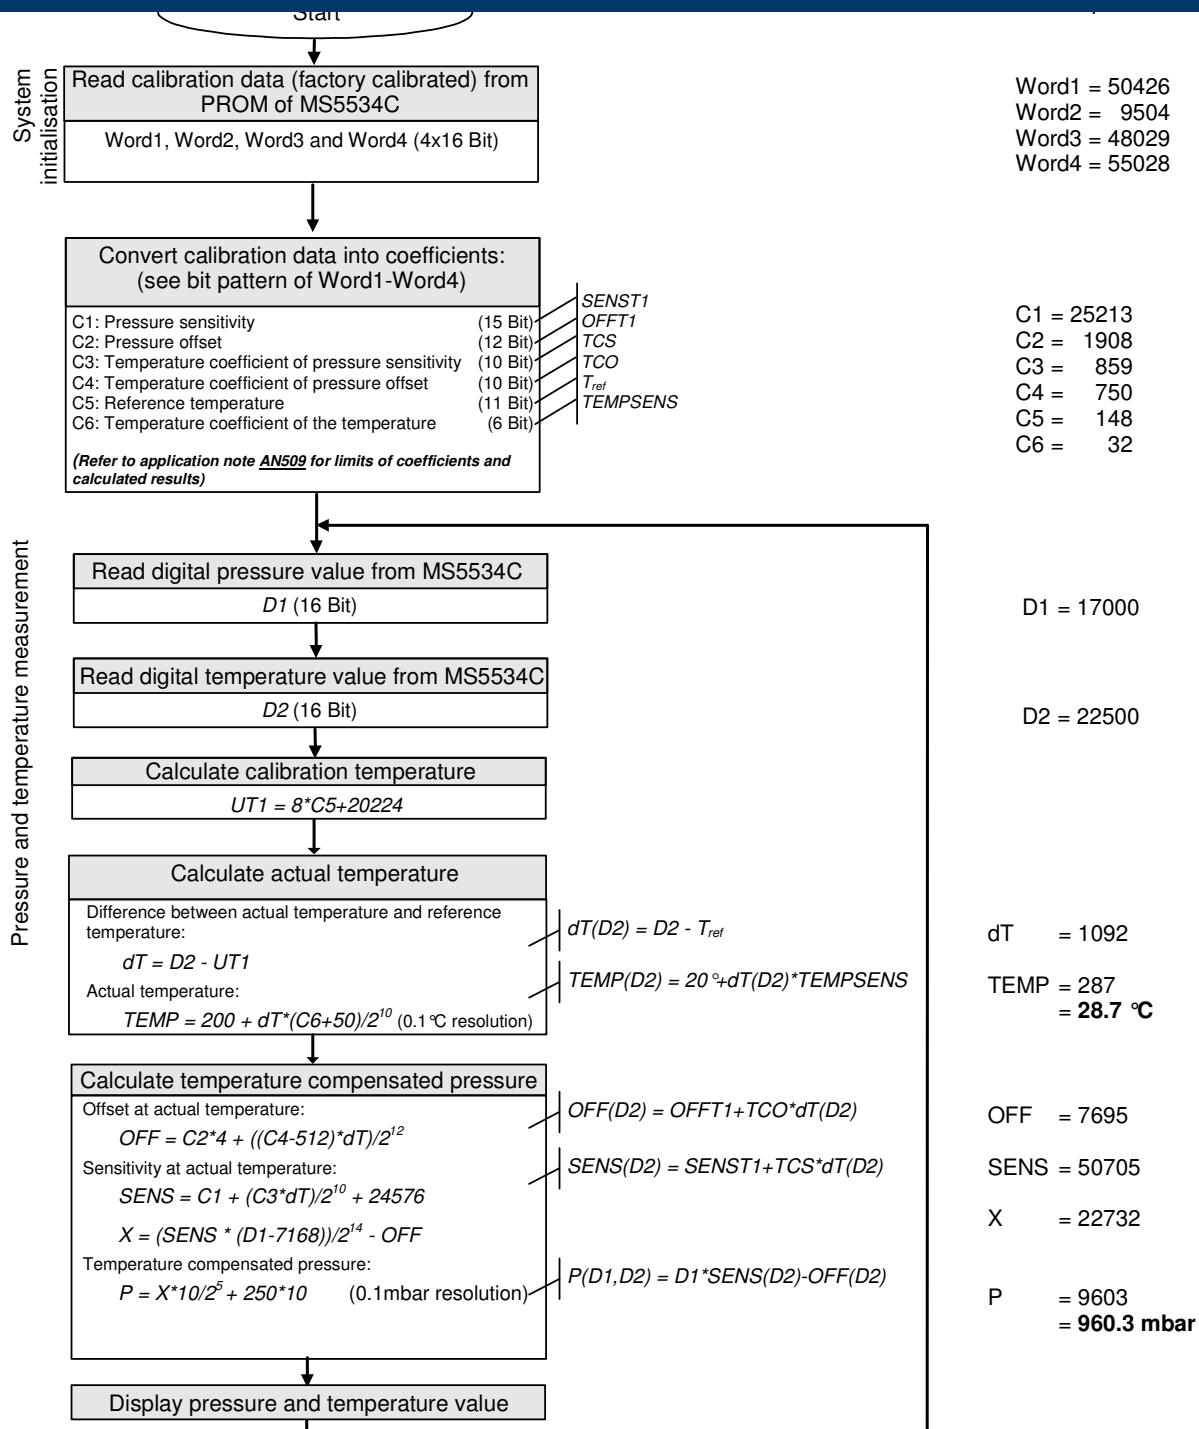 Start
System
initialisation
Read calibration data (factory calibrated) from
PROM of MS5534C
Word1, Word2, Word3 and Word4 (4x16 Bit)
Word1 = 50426
Word2 = 9504
Word3 = 48029
Word4 = 55028
Convert calibration data into coefficients:
(see bit pattern of Word1-Word4)
C1: Pressure sensitivity (15 Bit)
C2: Pressure offset (12 Bit)
C3: Temperature coefficient of pressure sensitivity (10 Bit)
C4: Temperature coefficient of pressure offset (10 Bit)
C5: Reference temperature (11 Bit)
C6: Temperature coefficient of the temperature (6 Bit)
(Refer to application note AN509 for limits of coefficients and
calculated results)
SENST1
OFFT1
TCS
TCO
Tref
TEMPSENS
C1 = 25213
C2 = 1908
C3 = 859
C4 = 750
C5 = 148
C6 = 32
Pressure and temperature measurement
Read digital pressure value from MS5534C
D1 (16 Bit)
D1 = 17000
Read digital temperature value from MS5534C
D2 (16 Bit)
D2 = 22500
Calculate calibration temperature
UT1 = 8*C5+20224
Calculate actual temperature
Difference between actual temperature and reference
temperature:
dT = D2 - UT1
Actual temperature:
TEMP = 200 + dT*(C6+50)/2^10 (0.1°C resolution)
dT(D2) = D2 - Tref
TEMP(D2) = 20°+dT(D2)*TEMPSENS
dT = 1092
TEMP = 287
= 28.7 °C
Calculate temperature compensated pressure
Offset at actual temperature:
OFF = C2*4 + ((C4-512)*dT)/2^12
Sensitivity at actual temperature:
SENS = C1 + (C3*dT)/2^10 + 24576
X = (SENS * (D1-7168))/2^14 - OFF
Temperature compensated pressure:
P = X*10/2^5 + 250*10 (0.1mbar resolution)
OFF(D2) = OFFT1+TCO*dT(D2)
SENS(D2) = SENST1+TCS*dT(D2)
P(D1,D2) = D1*SENS(D2)-OFF(D2)
OFF = 7695
SENS = 50705
X = 22732
P = 9603
= 960.3 mbar
Display pressure and temperature value